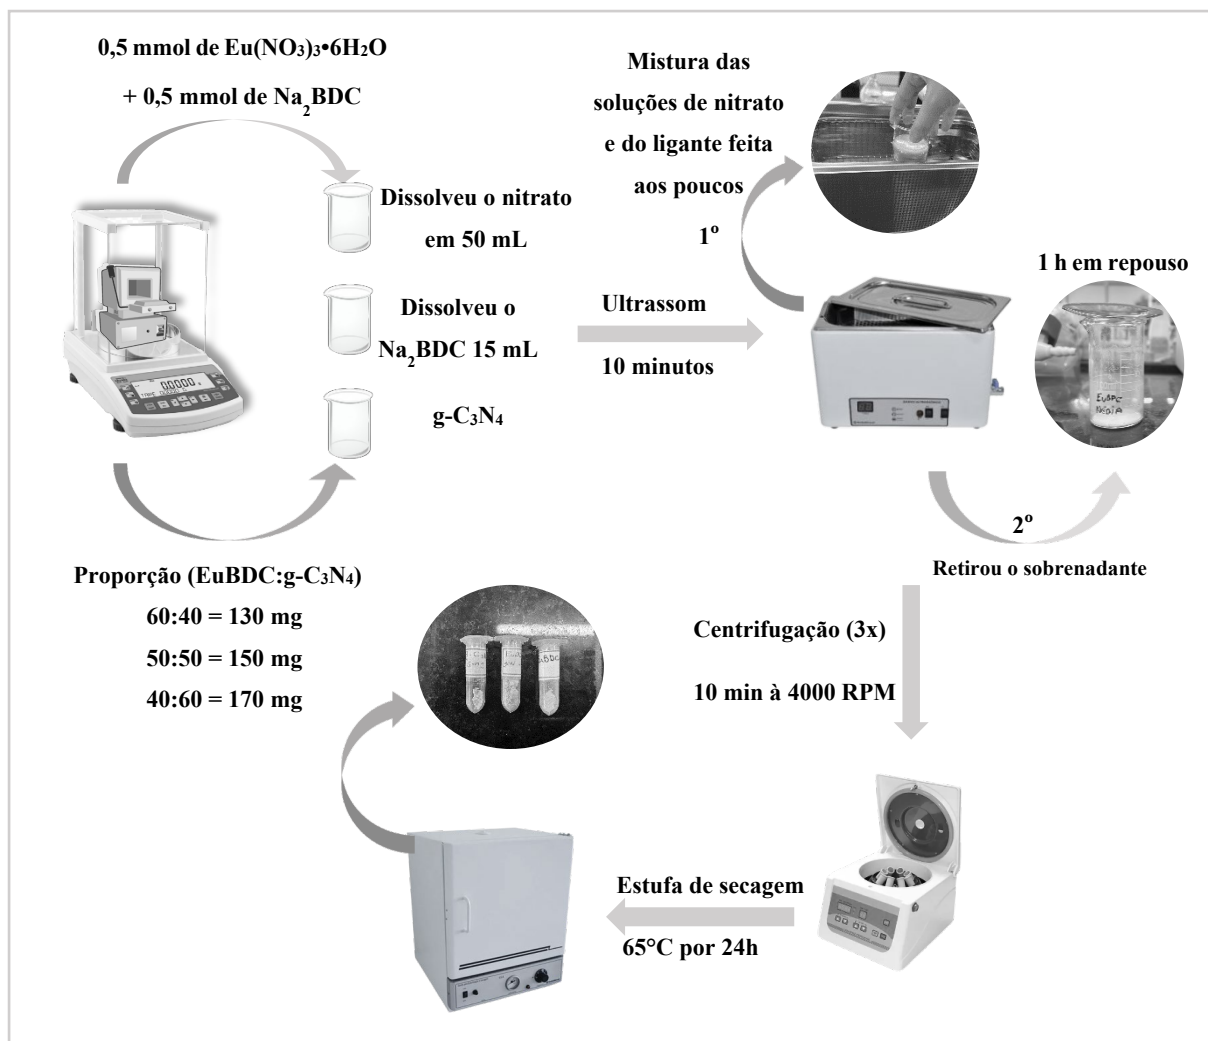 0,5 mmol de Eu(NO₃)₃•6H₂O
+ 0,5 mmol de Na₂BDC
Dissolveu o nitrato
em 50 mL
Dissolveu o
Na₂BDC 15 mL
g-C₃N₄
Proporção (EuBDC:g-C₃N₄)
60:40 = 130 mg
50:50 = 150 mg
40:60 = 170 mg
Ultrassom
10 minutos
Mistura das
soluções de nitrato
e do ligante feita
aos poucos
1º
1 h em repouso
2º
Retirou o sobrenadante
Centrifugação (3x)
10 min à 4000 RPM
Estufa de secagem
65°C por 24h